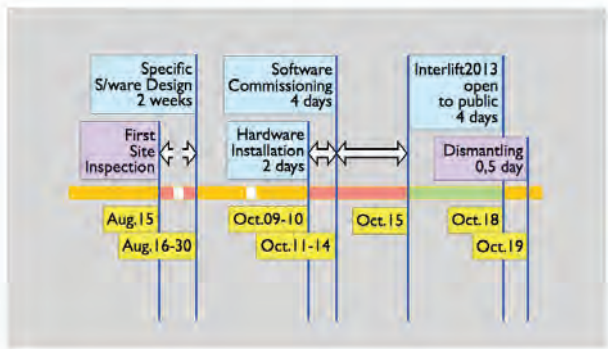 Specific
S/ware Design
2 weeks
Software
Commissioning
4 days
Interlift2013
open
to public
4 days
First
Site
Inspection
Hardware
Installation
2 days
Dismantling
0,5 day
Aug.15
Oct.09-10
Oct.15
Oct.18
Aug.16-30
Oct.11-14
Oct.19